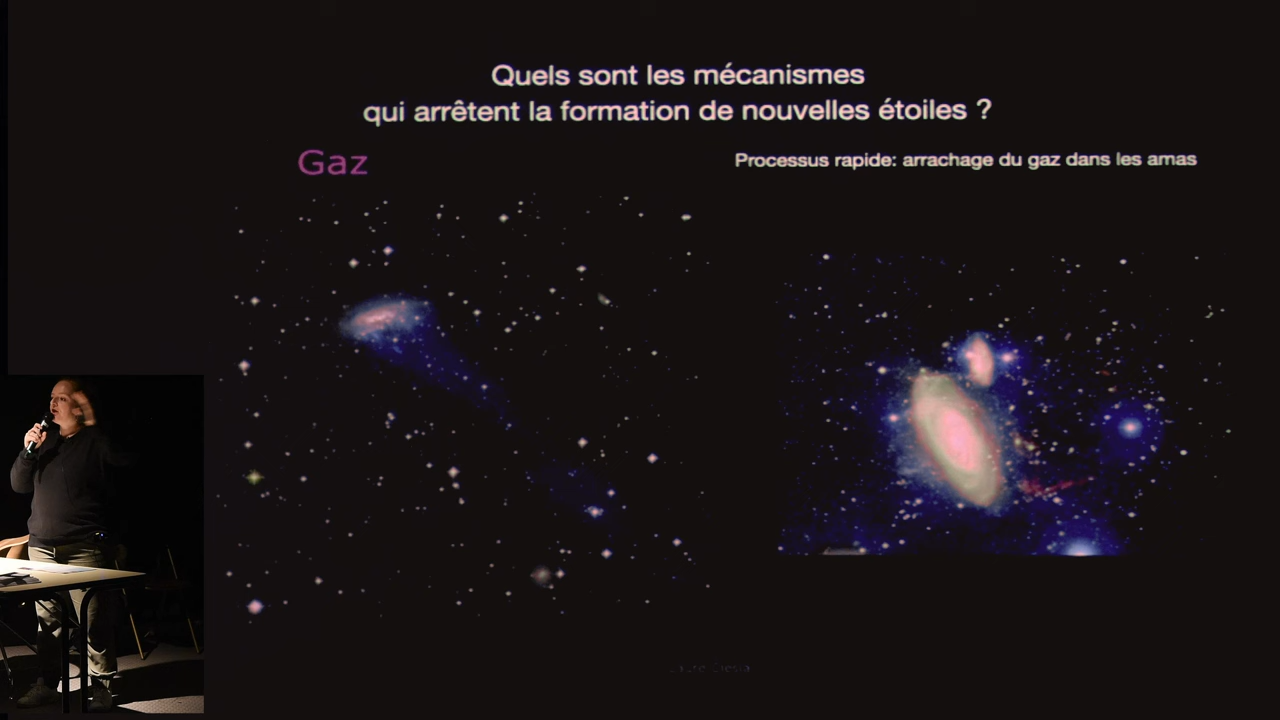 Quels sont les mécanismes
qui arrêtent la formation de nouvelles étoiles ?
Gaz
Processus rapide: arrachage du gaz dans les amas